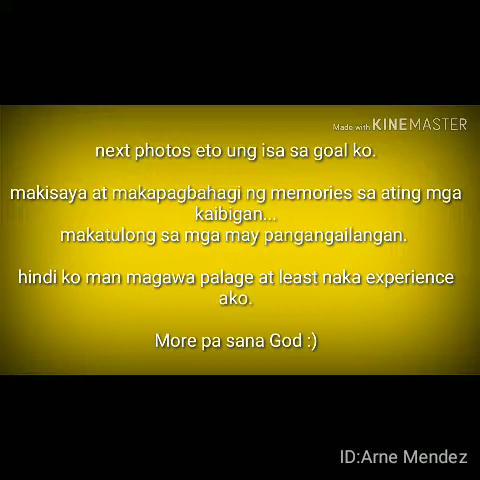 Made with KINEMASTER
next photos eto ung isa sa goal ko.
makisaya at makapagbahagi ng memories sa ating mga
kaibigan...
makatulong sa mga may pangangailangan.
hindi ko man magawa palage at least naka experience
ako.
More pa sana God :)
ID:Arne Mendez